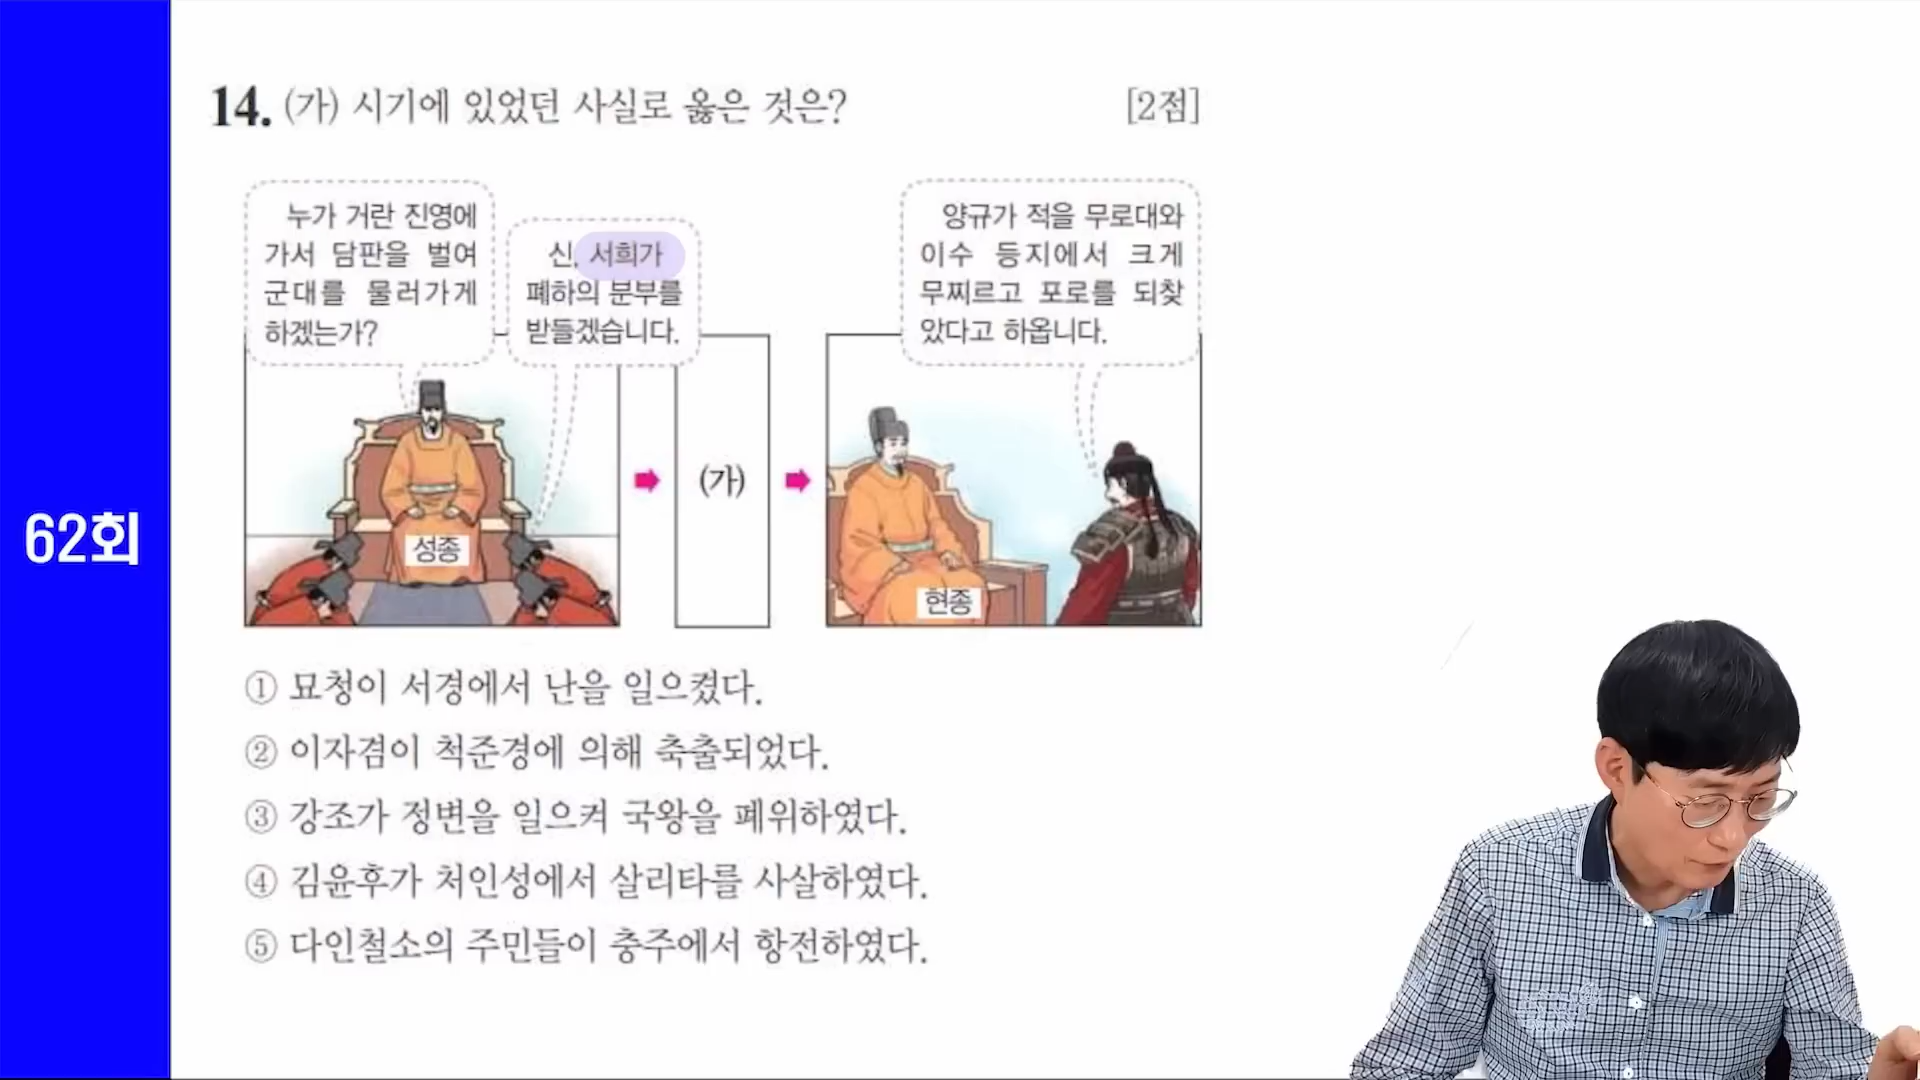 62회
14. (가) 시기에 있었던 사실로 옳은 것은? [2점]
누가 거란 진영에
가서 담판을 벌여
군대를 물러가게
하겠는가?
신, 서희가
폐하의 분부를
받들겠습니다.
성종
(가)
양규가 적을 무로대와
이수 등지에서 크게
무찌르고 포로를 되찾
았다고 하옵니다.
현종
① 묘청이 서경에서 난을 일으켰다.
② 이자겸이 척준경에 의해 축출되었다.
③ 강조가 정변을 일으켜 국왕을 폐위하였다.
④ 김윤후가 처인성에서 살리타를 사살하였다.
⑤ 다인철소의 주민들이 충주에서 항전하였다.